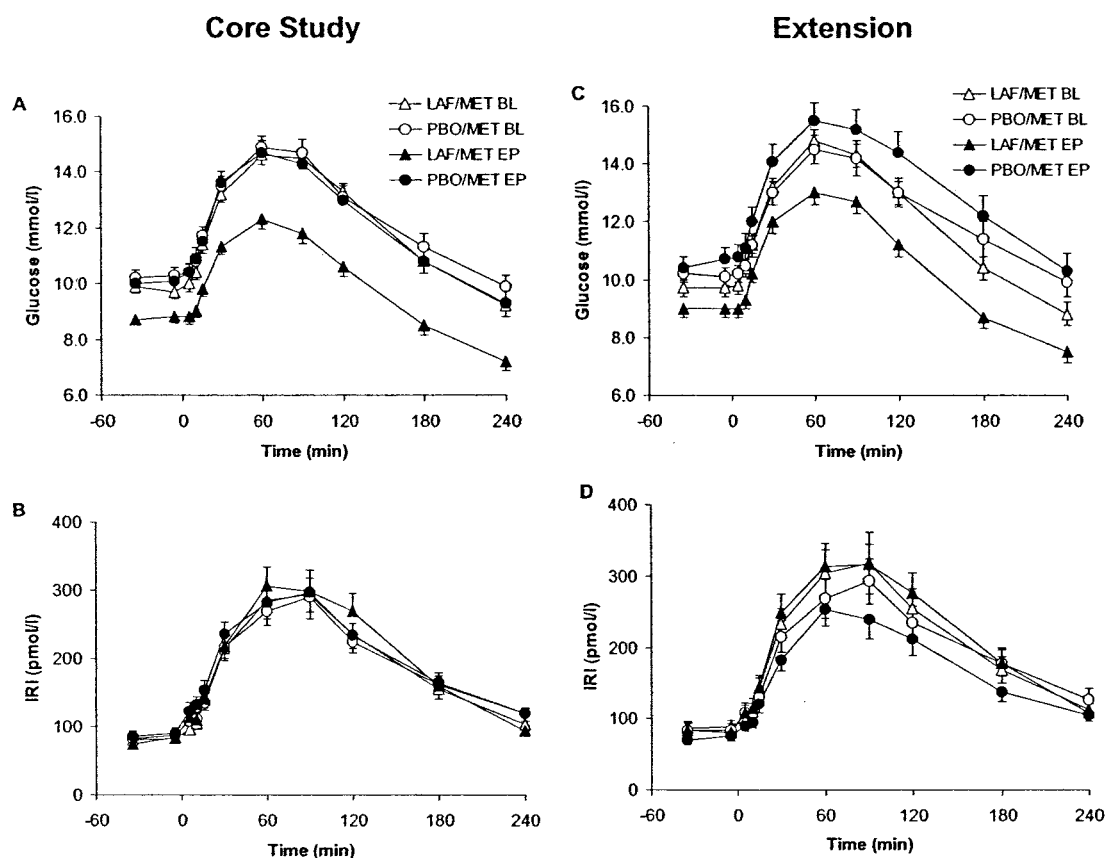 Core Study
Extension
A
LAF/MET BL
PBO/MET BL
LAF/MET EP
PBO/MET EP
16.0
14.0
12.0
10.0
8.0
6.0
Glucose (mmol/l)
-60 0 60 120 180 240
Time (min)
C
LAF/MET BL
PBO/MET BL
LAF/MET EP
PBO/MET EP
16.0
14.0
12.0
10.0
8.0
6.0
Glucose (mmol/l)
-60 0 60 120 180 240
Time (min)
B
400
300
200
100
0
IRI (pmol/l)
-60 0 60 120 180 240
Time (min)
D
400
300
200
100
0
IRI (pmol/l)
-60 0 60 120 180 240
Time (min)